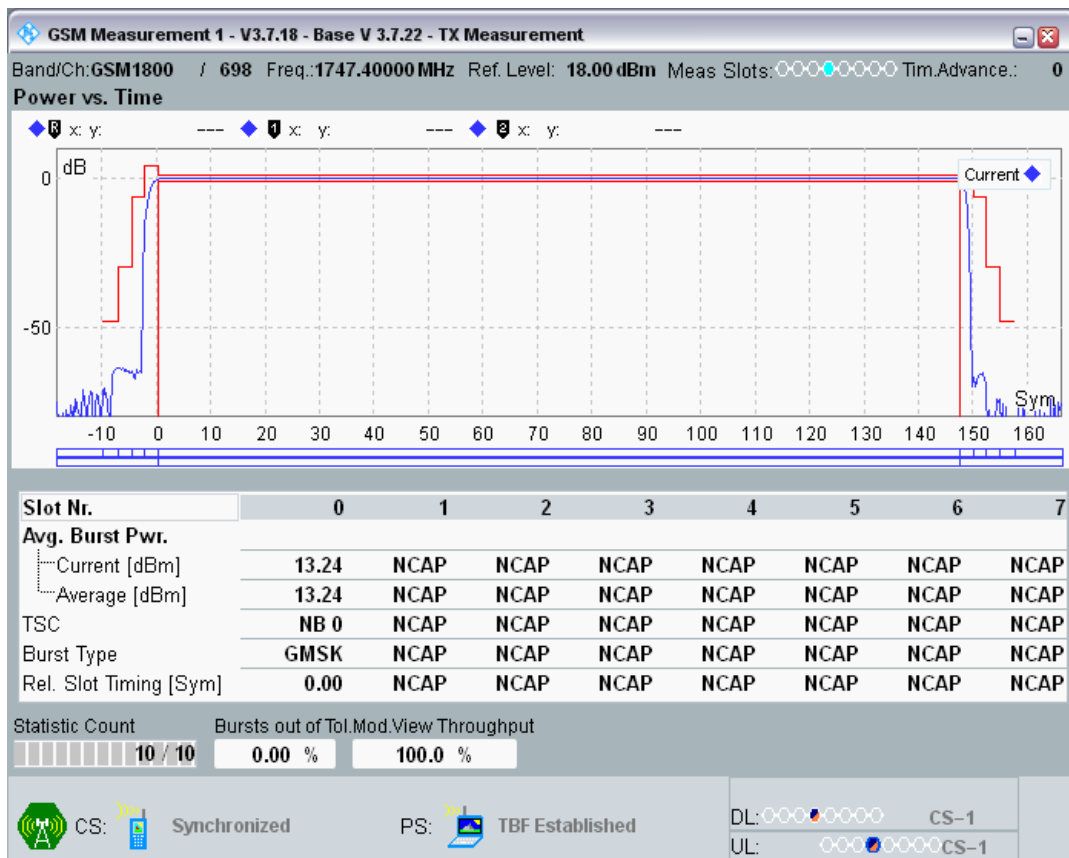 GSM Measurement 1 - V3.7.18 - Base V 3.7.22 - TX Measurement
Band/Ch:GSM1800 / 698 Freq.:1747.40000 MHz Ref. Level: 18.00 dBm Meas Slots: Tim.Advance.: 0
Power vs. Time
R x: y: --- 1 x: y: --- 2 x: y: ---
dB
Current
0
-50
Sym
-10 0 10 20 30 40 50 60 70 80 90 100 110 120 130 140 150 160
Slot Nr. 0 1 2 3 4 5 6 7
Avg. Burst Pwr.
Current [dBm] 13.24 NCAP NCAP NCAP NCAP NCAP NCAP NCAP
Average [dBm] 13.24 NCAP NCAP NCAP NCAP NCAP NCAP NCAP
TSC NB 0 NCAP NCAP NCAP NCAP NCAP NCAP NCAP
Burst Type GMSK NCAP NCAP NCAP NCAP NCAP NCAP NCAP
Rel. Slot Timing [Sym] 0.00 NCAP NCAP NCAP NCAP NCAP NCAP NCAP
Statistic Count Bursts out of Tol.Mod.View Throughput
10 / 10 0.00 % 100.0 %
CS: Synchronized PS: TBF Established DL: CS-1
UL: CS-1